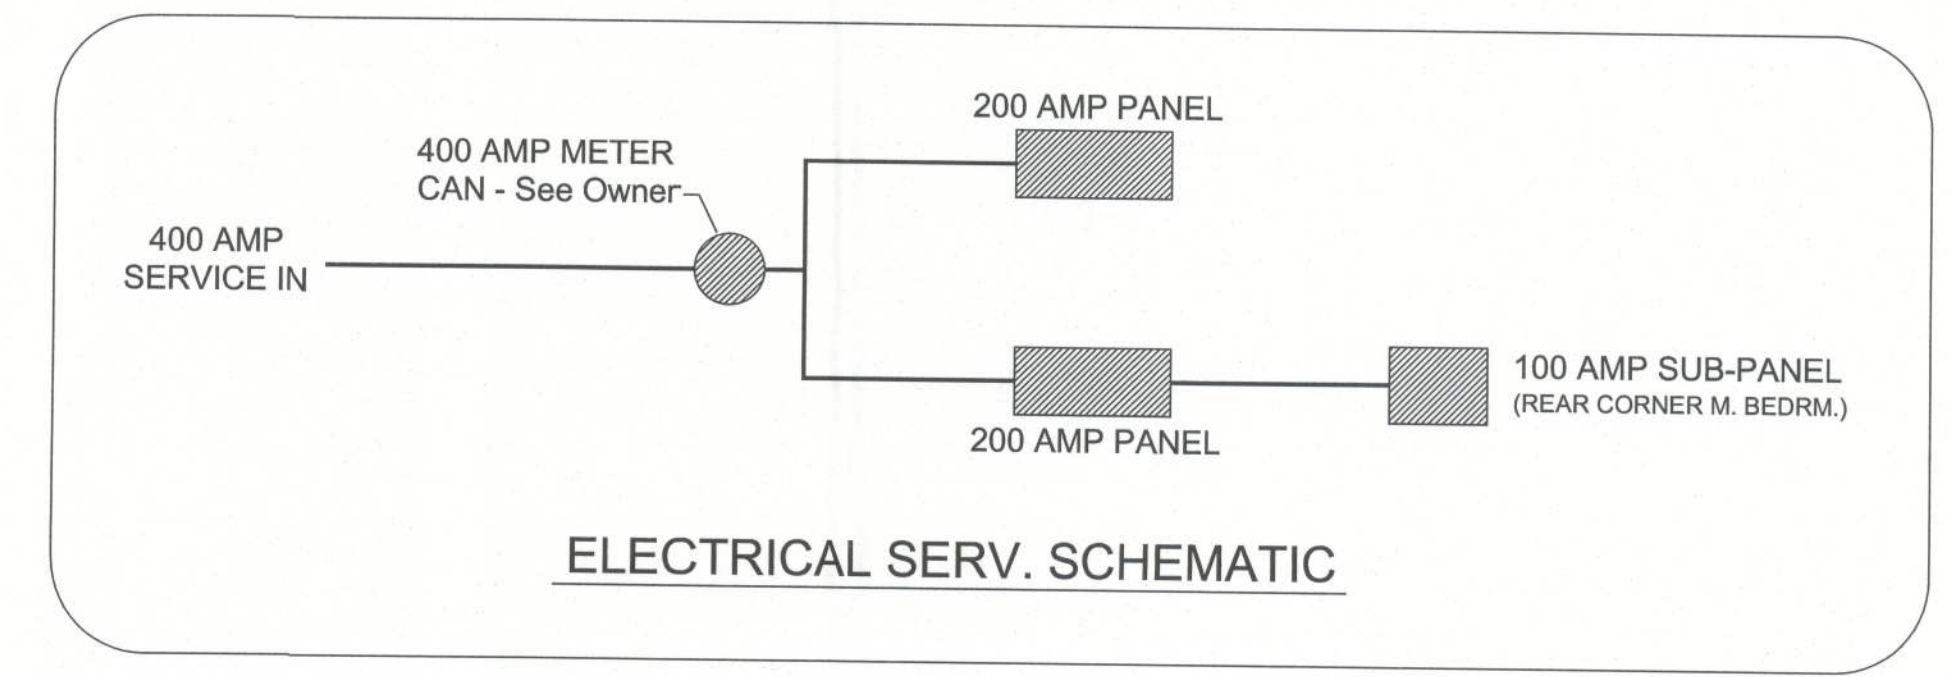 200 AMP PANEL
400 AMP METER
CAN - See Owner
400 AMP
SERVICE IN
100 AMP SUB-PANEL
(REAR CORNER M. BEDRM.)
200 AMP PANEL
ELECTRICAL SERV. SCHEMATIC